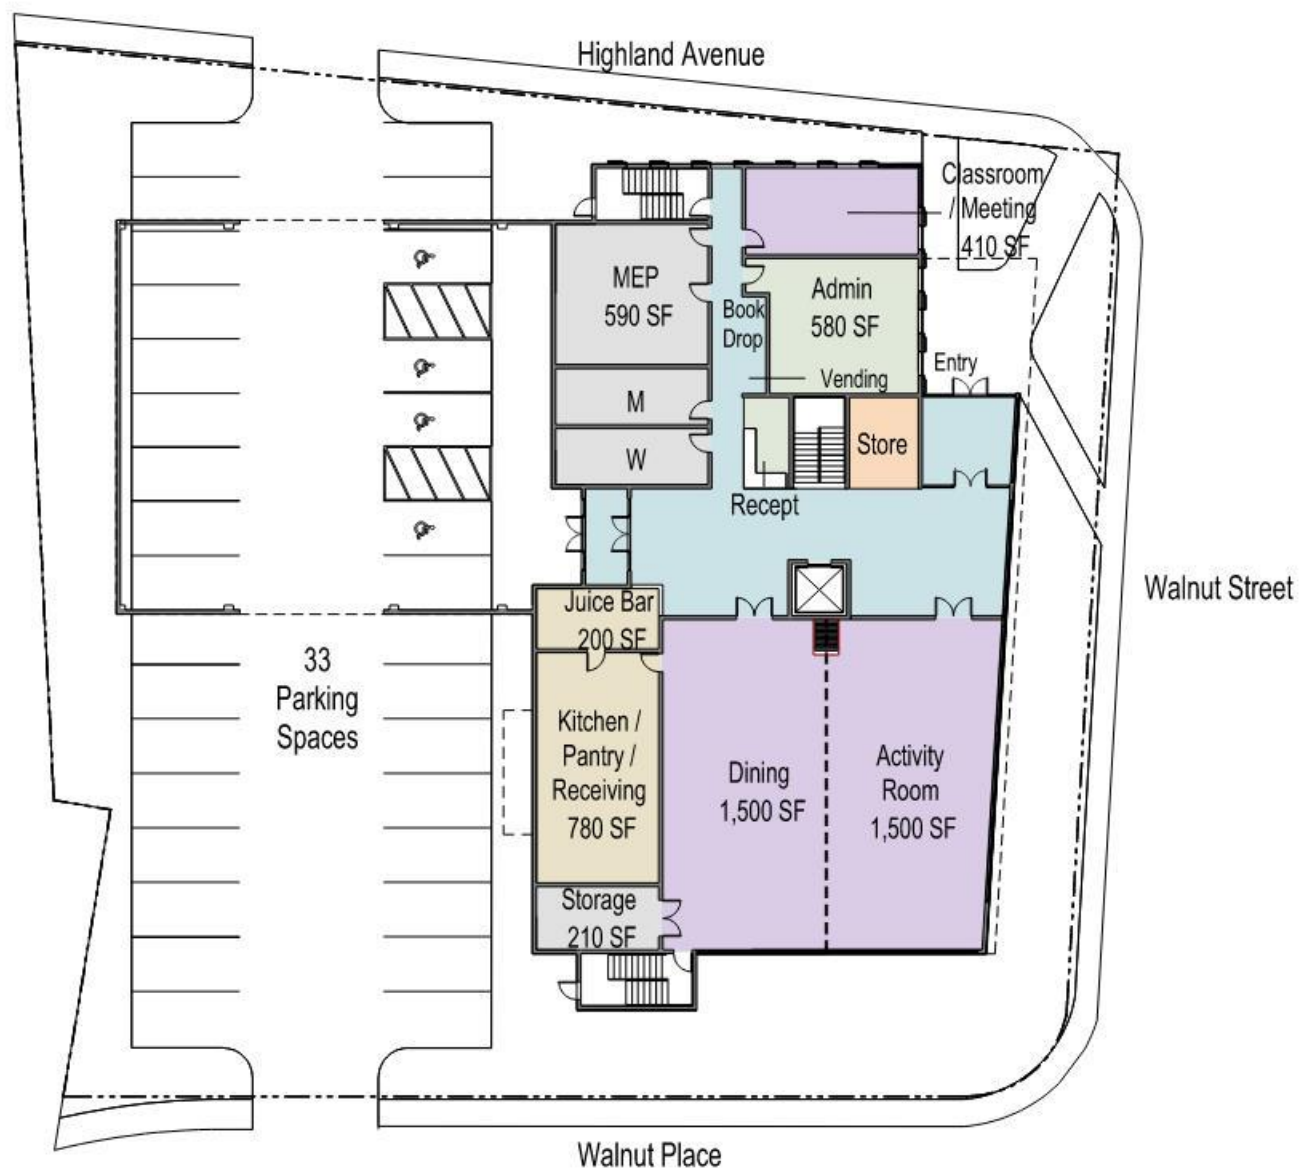 Highland Avenue
Classroom
/ Meeting
410 SF
MEP
590 SF
Admin
580 SF
Book
Drop
Entry
Vending
M
Store
W
Recept
Walnut Street
Juice Bar
200 SF
33
Parking
Spaces
Kitchen /
Pantry /
Receiving
780 SF
Dining
1,500 SF
Activity
Room
1,500 SF
Storage
210 SF
Walnut Place